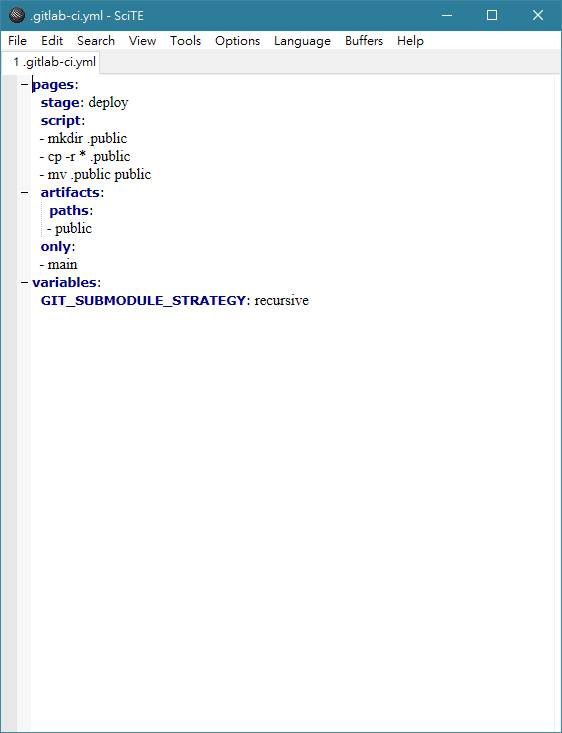 .gitlab-ci.yml - SciTE
File Edit Search View Tools Options Language Buffers Help
1 .gitlab-ci.yml
pages:
  stage: deploy
  script:
  - mkdir .public
  - cp -r * .public
  - mv .public public
  artifacts:
    paths:
    - public
  only:
  - main
variables:
  GIT_SUBMODULE_STRATEGY: recursive